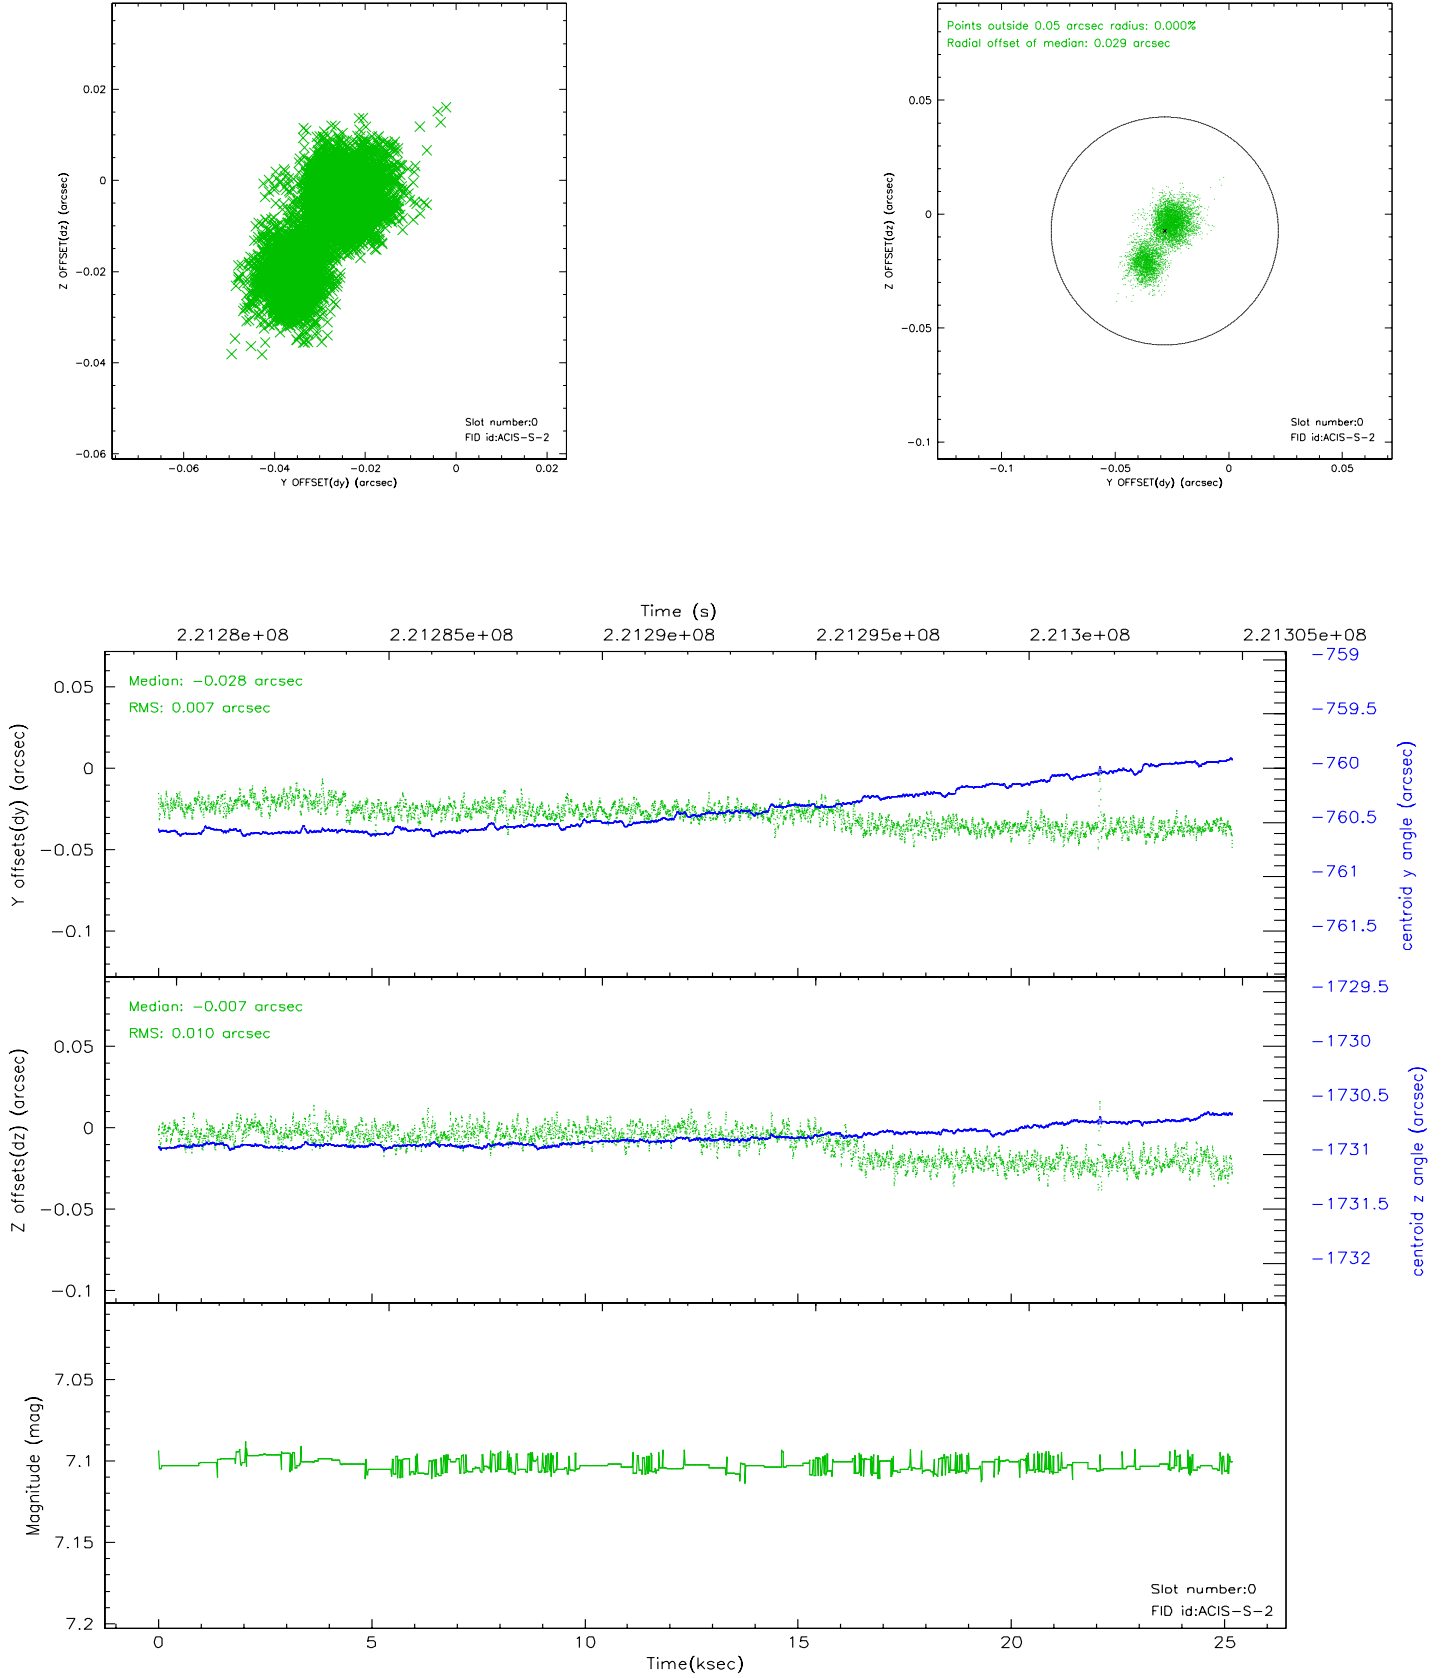 0.02
0
-0.02
-0.04
-0.06
Z OFFSET(dz) (arcsec)
-0.06
-0.04
-0.02
0
0.02
Y OFFSET(dy) (arcsec)
Slot number:0
FID id:ACIS-S-2
Points outside 0.05 arcsec radius: 0.000%
Radial offset of median: 0.029 arcsec
0.05
0
-0.05
-0.1
Z OFFSET(dz) (arcsec)
-0.1
-0.05
0
0.05
Y OFFSET(dy) (arcsec)
Slot number:0
FID id:ACIS-S-2
Time (s)
2.2128e+08
2.21285e+08
2.2129e+08
2.21295e+08
2.213e+08
2.21305e+08
Median: -0.028 arcsec
RMS: 0.007 arcsec
0.05
0
-0.05
-0.1
Y offsets(dy) (arcsec)
-759
-759.5
-760
-760.5
-761
-761.5
centroid y angle (arcsec)
Median: -0.007 arcsec
RMS: 0.010 arcsec
0.05
0
-0.05
-0.1
Z offsets(dz) (arcsec)
-1729.5
-1730
-1730.5
-1731
-1731.5
-1732
centroid z angle (arcsec)
7.05
7.1
7.15
7.2
Magnitude (mag)
Slot number:0
FID id:ACIS-S-2
0
5
10
15
20
25
Time(ksec)